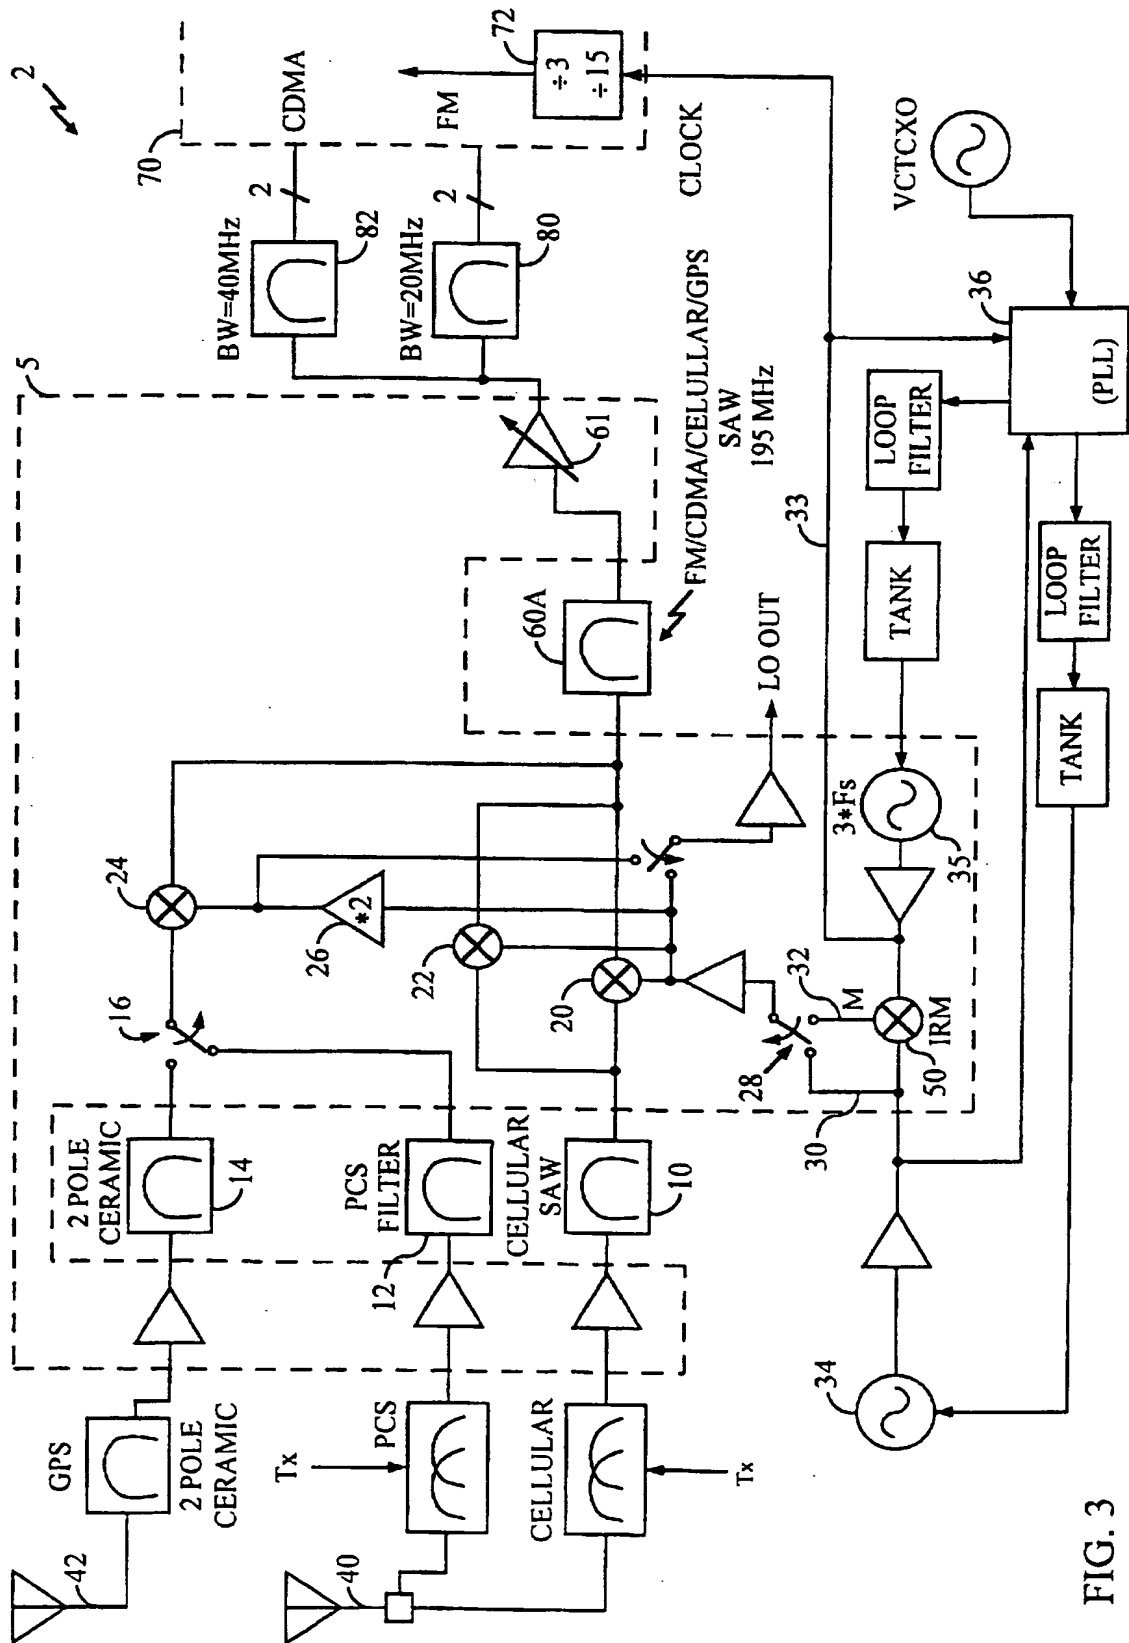 2
70
CDMA
FM
72
÷3
÷15
CLOCK
2
2
BW=40MHz
82
BW=20MHz
80
5
61
60A
FM/CDMA/CELULLAR/GPS
SAW
195 MHz
VCTCXO
36
(PLL)
LOOP
FILTER
TANK
33
LOOP
FILTER
TANK
LO OUT
24
*2
26
22
20
16
28
32
M
3*Fs
35
50
IRM
30
2 POLE
CERAMIC
14
PCS
FILTER
12
CELLULAR
SAW
10
GPS
2 POLE
CERAMIC
42
Tx
PCS
40
CELLULAR
Tx
34
FIG. 3